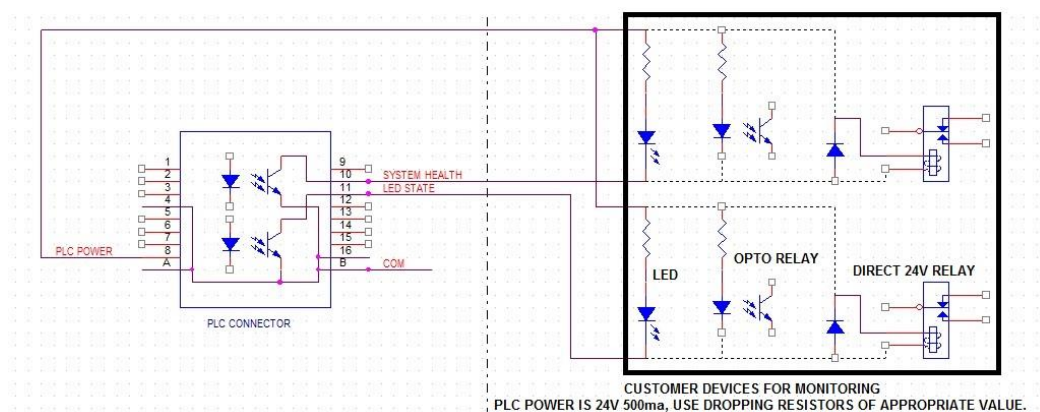 1
2
3
4
5
6
7
8
A
9
10
11
12
13
14
15
16
B
SYSTEM HEALTH
LED STATE
PLC POWER
COM
PLC CONNECTOR
LED
OPTO RELAY
DIRECT 24V RELAY
CUSTOMER DEVICES FOR MONITORING
PLC POWER IS 24V 500ma, USE DROPPING RESISTORS OF APPROPRIATE VALUE.